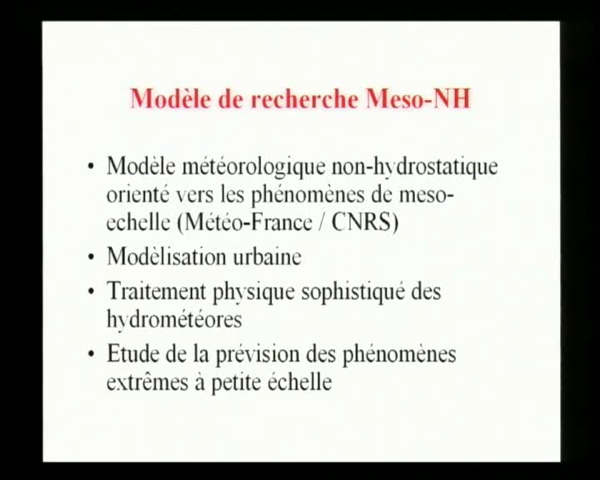 Modèle de recherche Meso-NH
• Modèle météorologique non-hydrostatique
orienté vers les phénomènes de meso-
echelle (Météo-France / CNRS)
• Modèlisation urbaine
• Traitement physique sophistiqué des
hydrométéores
• Etude de la prévision des phénomènes
extrêmes à petite échelle